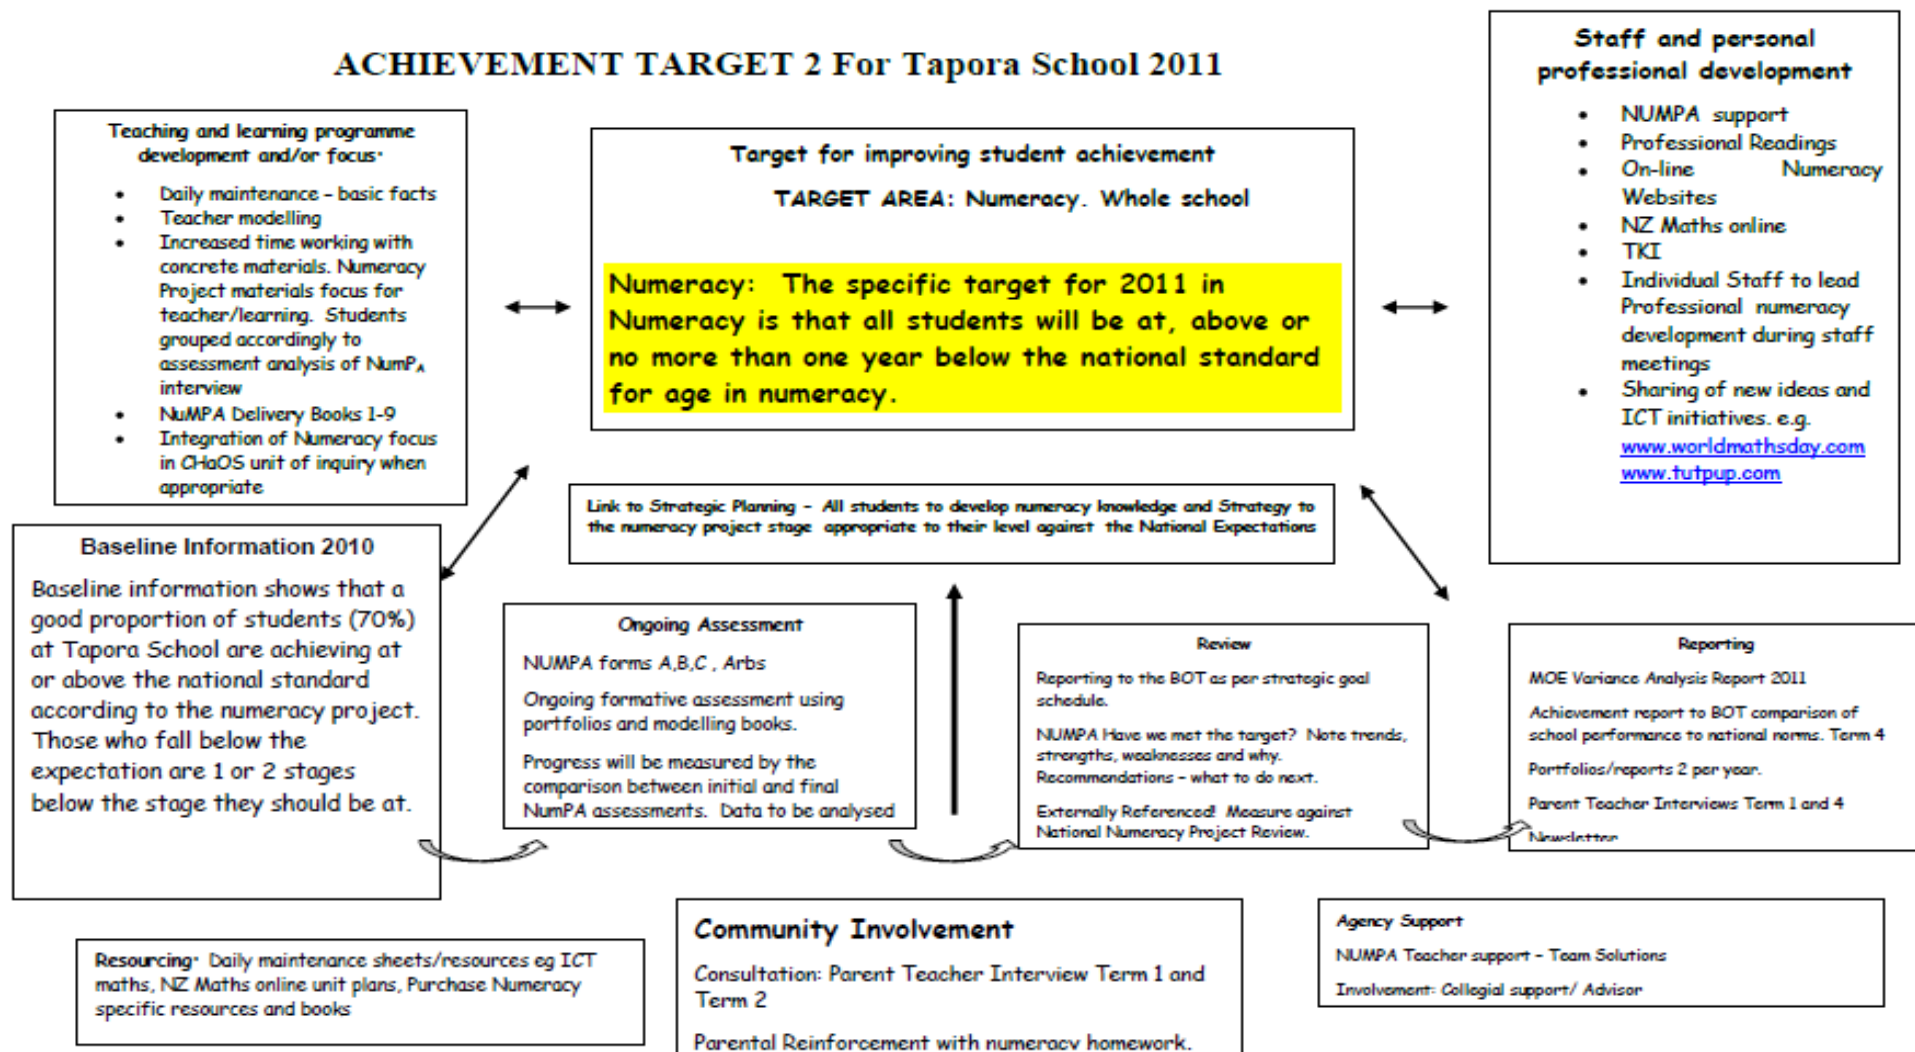 ACHIEVEMENT TARGET 2 For Tapora School 2011
Teaching and learning programme
development and/or focus·
• Daily maintenance – basic facts
• Teacher modelling
• Increased time working with
concrete materials. Numeracy
Project materials focus for
teacher/learning. Students
grouped accordingly to
assessment analysis of NumPA
interview
• NuMPA Delivery Books 1-9
• Integration of Numeracy focus
in CHaOS unit of inquiry when
appropriate
Target for improving student achievement
TARGET AREA: Numeracy. Whole school
Numeracy: The specific target for 2011 in
Numeracy is that all students will be at, above or
no more than one year below the national standard
for age in numeracy.
Staff and personal
professional development
• NUMPA support
• Professional Readings
• On-line Numeracy
Websites
• NZ Maths online
• TKI
• Individual Staff to lead
Professional numeracy
development during staff
meetings
• Sharing of new ideas and
ICT initiatives. e.g.
www.worldmathsday.com
www.tutpup.com
Link to Strategic Planning – All students to develop numeracy knowledge and Strategy to
the numeracy project stage appropriate to their level against the National Expectations
Baseline Information 2010
Baseline information shows that a
good proportion of students (70%)
at Tapora School are achieving at
or above the national standard
according to the numeracy project.
Those who fall below the
expectation are 1 or 2 stages
below the stage they should be at.
Ongoing Assessment
NUMPA forms A,B,C , Arbs
Ongoing formative assessment using
portfolios and modelling books.
Progress will be measured by the
comparison between initial and final
NumPA assessments. Data to be analysed
Review
Reporting to the BOT as per strategic goal
schedule.
NUMPA Have we met the target? Note trends,
strengths, weaknesses and why.
Recommendations – what to do next.
Externally Referenced! Measure against
National Numeracy Project Review.
Reporting
MOE Variance Analysis Report 2011
Achievement report to BOT comparison of
school performance to national norms. Term 4
Portfolios/reports 2 per year.
Parent Teacher Interviews Term 1 and 4
Newsletter
Resourcing· Daily maintenance sheets/resources eg ICT
maths, NZ Maths online unit plans, Purchase Numeracy
specific resources and books
Community Involvement
Consultation: Parent Teacher Interview Term 1 and
Term 2
Parental Reinforcement with numeracy homework.
Agency Support
NUMPA Teacher support – Team Solutions
Involvement: Collegial support/ Advisor